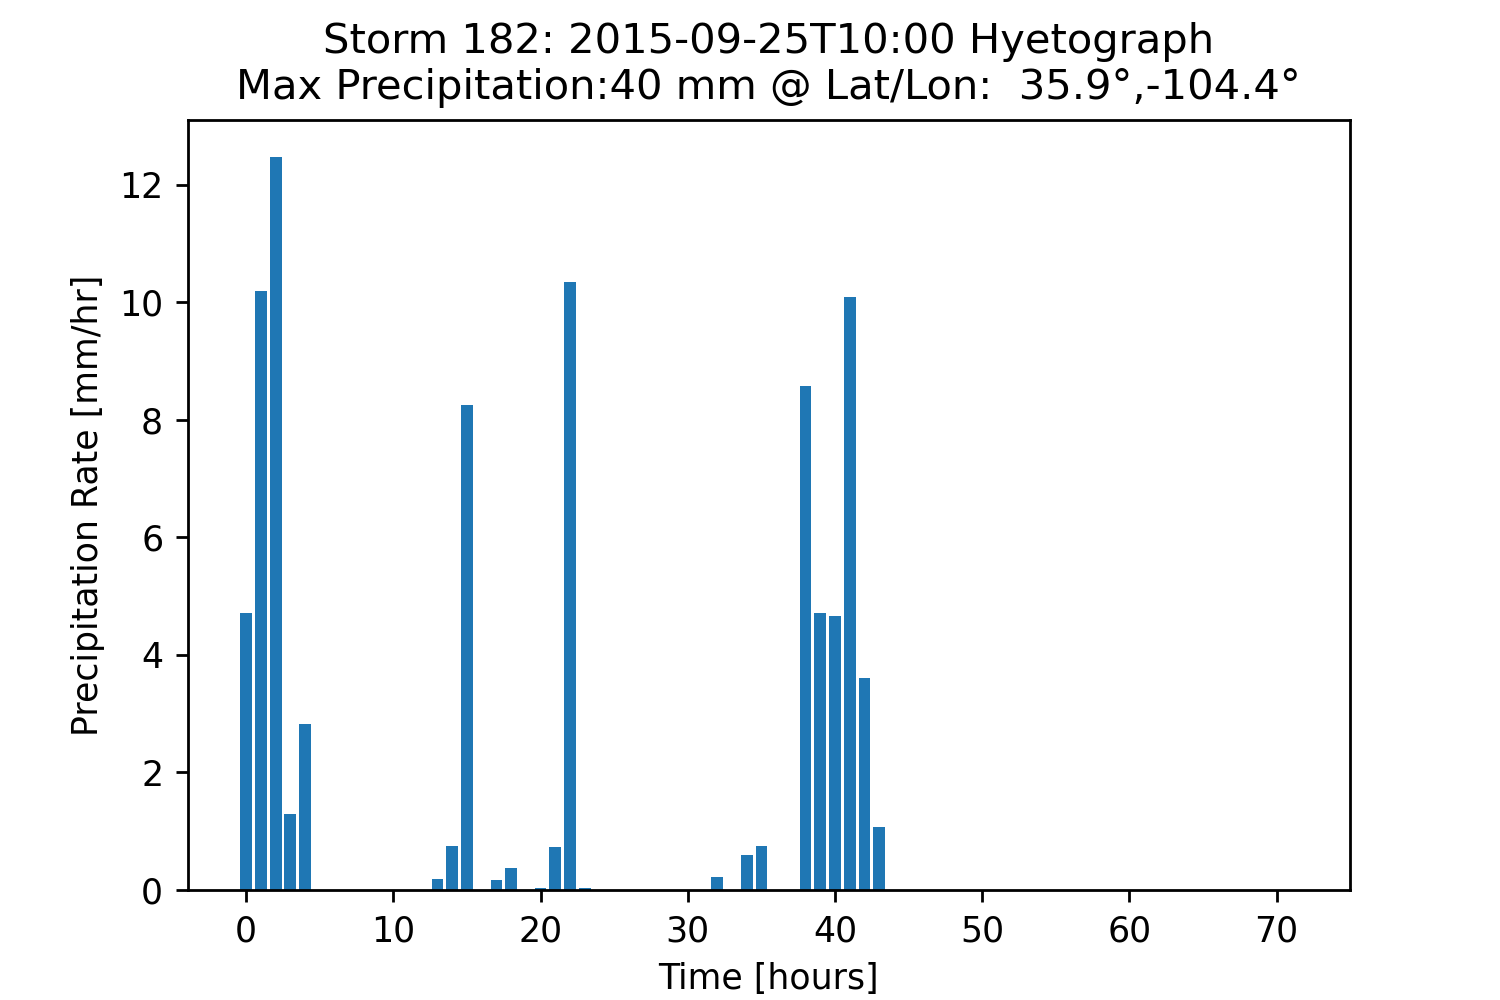 Storm 182: 2015-09-25T10:00 Hyetograph
Max Precipitation:40 mm @ Lat/Lon:  35.9°,-104.4°
12
10
8
6
4
2
0
Precipitation Rate [mm/hr]
0 10 20 30 40 50 60 70
Time [hours]